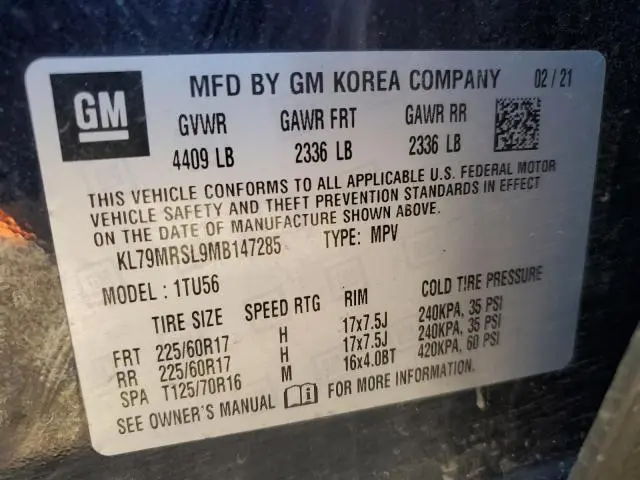 GM
MFD BY GM KOREA COMPANY 02/21
GVWR GAWR FRT GAWR RR
4409 LB 2336 LB 2336 LB
THIS VEHICLE CONFORMS TO ALL APPLICABLE U.S. FEDERAL MOTOR
VEHICLE SAFETY AND THEFT PREVENTION STANDARDS IN EFFECT
ON THE DATE OF MANUFACTURE SHOWN ABOVE.
KL79MRSL9MB147285 TYPE: MPV
MODEL: 1TU56
TIRE SIZE SPEED RTG RIM COLD TIRE PRESSURE
FRT 225/60R17 H 17x7.5J 240KPA, 35 PSI
RR 225/60R17 H 17x7.5J 240KPA, 35 PSI
SPA T125/70R16 M 16x4.0BT 420KPA, 60 PSI
SEE OWNER'S MANUAL FOR MORE INFORMATION.